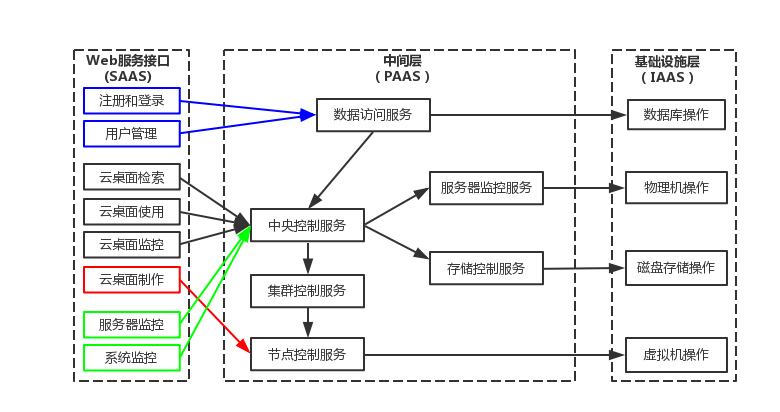 Web服务接口
(SAAS)
注册和登录
用户管理
云桌面检索
云桌面使用
云桌面监控
云桌面制作
服务器监控
系统监控
中间层
（PAAS）
数据访问服务
中央控制服务
集群控制服务
节点控制服务
服务器监控服务
存储控制服务
基础设施层
（IAAS）
数据库操作
物理机操作
磁盘存储操作
虚拟机操作